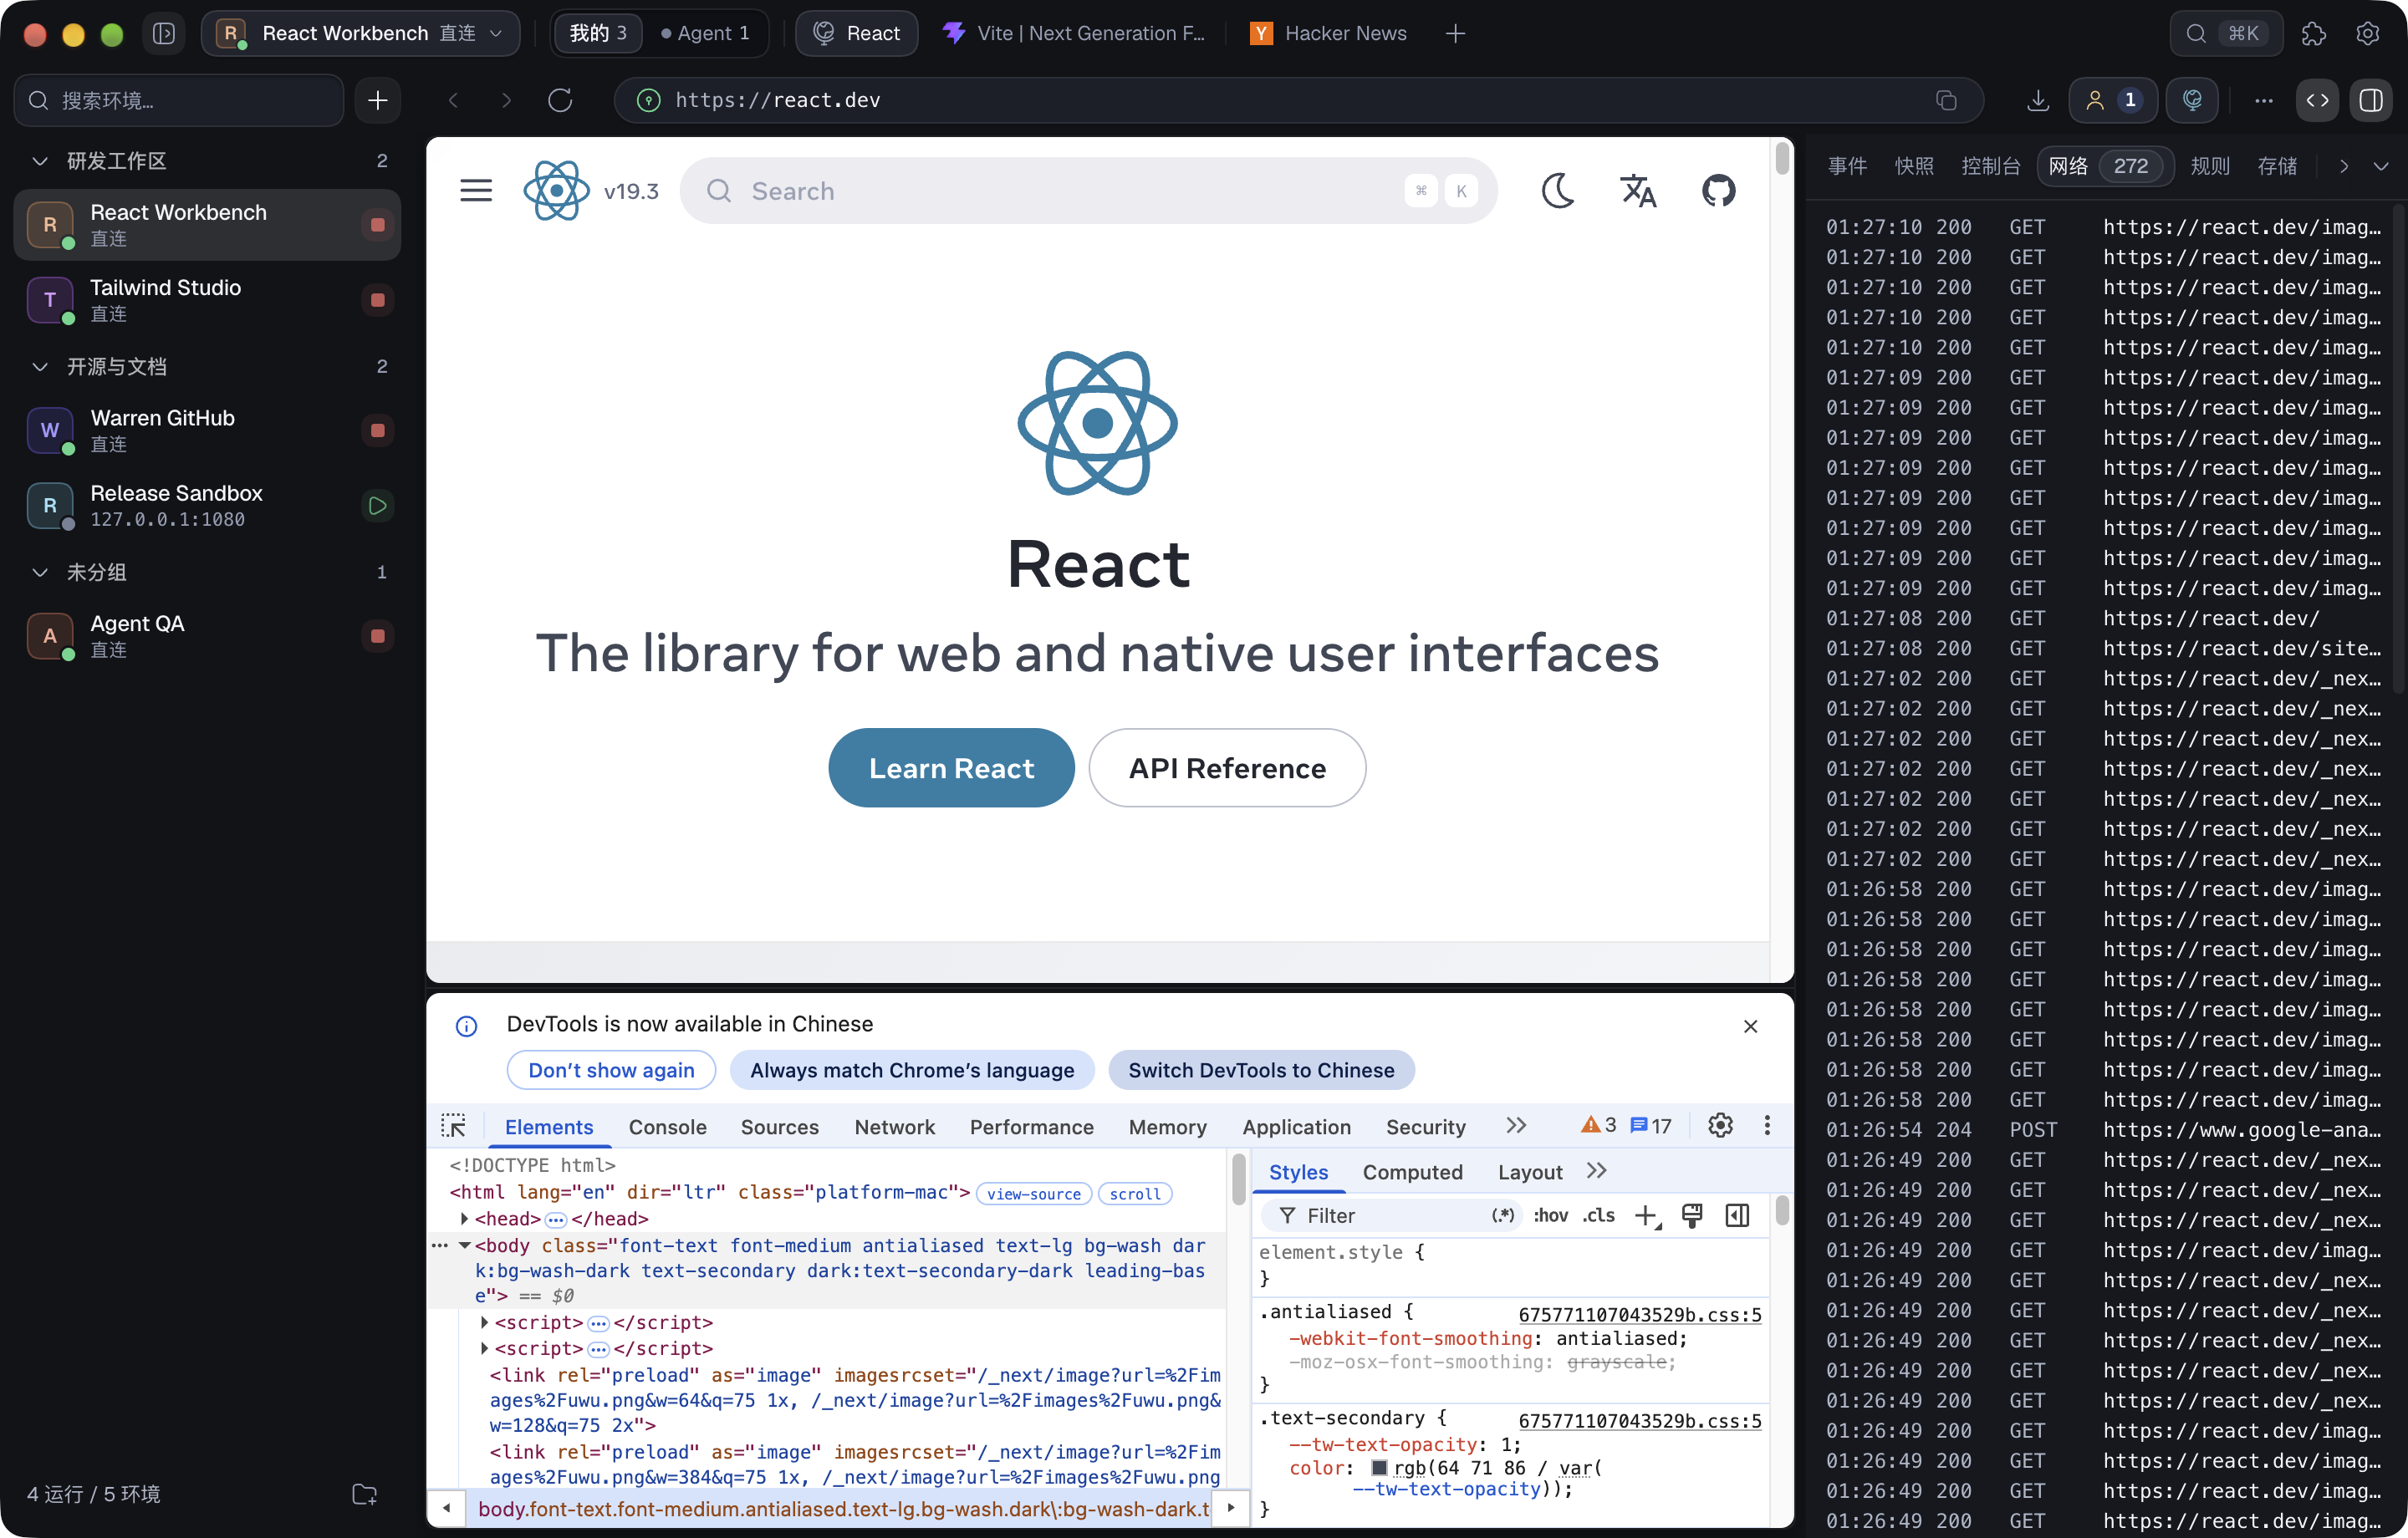 R React Workbench 直连 我的 3 Agent 1 React Vite | Next Generation F... Y Hacker News ⌘K
搜索环境...
https://react.dev
1
研发工作区 2
R React Workbench
直连
T Tailwind Studio
直连
开源与文档 2
W Warren GitHub
直连
R Release Sandbox
127.0.0.1:1080
未分组 1
A Agent QA
直连
4 运行 / 5 环境
v19.3 Search ⌘ K
React
The library for web and native user interfaces
Learn React API Reference
DevTools is now available in Chinese
Don’t show again Always match Chrome’s language Switch DevTools to Chinese
Elements Console Sources Network Performance Memory Application Security 3 17
<!DOCTYPE html>
<html lang="en" dir="ltr" class="platform-mac"> view-source scroll
<head> ••• </head>
••• <body class="font-text font-medium antialiased text-lg bg-wash dar
k:bg-wash-dark text-secondary dark:text-secondary-dark leading-bas
e"> == $0
<script> ••• </script>
<script> ••• </script>
<link rel="preload" as="image" imagesrcset="/_next/image?url=%2Fim
ages%2Fuwu.png&w=64&q=75 1x, /_next/image?url=%2Fimages%2Fuwu.png&
w=128&q=75 2x">
<link rel="preload" as="image" imagesrcset="/_next/image?url=%2Fim
ages%2Fuwu.png&w=384&q=75 1x, /_next/image?url=%2Fimages%2Fuwu.png
body.font-text.font-medium.antialiased.text-lg.bg-wash.dark\:bg-wash-dark.t
Styles Computed Layout
Filter (.*) :hov .cls
element.style {
}
.antialiased { 675771107043529b.css:5
-webkit-font-smoothing: antialiased;
-moz-osx-font-smoothing: grayscale;
}
.text-secondary { 675771107043529b.css:5
--tw-text-opacity: 1;
color: rgb(64 71 86 / var(
--tw-text-opacity));
}
事件 快照 控制台 网络 272 规则 存储
01:27:10 200 GET https://react.dev/imag...
01:27:10 200 GET https://react.dev/imag...
01:27:10 200 GET https://react.dev/imag...
01:27:10 200 GET https://react.dev/imag...
01:27:10 200 GET https://react.dev/imag...
01:27:09 200 GET https://react.dev/imag...
01:27:09 200 GET https://react.dev/imag...
01:27:09 200 GET https://react.dev/imag...
01:27:09 200 GET https://react.dev/imag...
01:27:09 200 GET https://react.dev/imag...
01:27:09 200 GET https://react.dev/imag...
01:27:09 200 GET https://react.dev/imag...
01:27:09 200 GET https://react.dev/imag...
01:27:08 200 GET https://react.dev/
01:27:08 200 GET https://react.dev/site...
01:27:02 200 GET https://react.dev/_nex...
01:27:02 200 GET https://react.dev/_nex...
01:27:02 200 GET https://react.dev/_nex...
01:27:02 200 GET https://react.dev/_nex...
01:27:02 200 GET https://react.dev/_nex...
01:27:02 200 GET https://react.dev/_nex...
01:27:02 200 GET https://react.dev/_nex...
01:26:58 200 GET https://react.dev/imag...
01:26:58 200 GET https://react.dev/imag...
01:26:58 200 GET https://react.dev/imag...
01:26:58 200 GET https://react.dev/imag...
01:26:58 200 GET https://react.dev/imag...
01:26:58 200 GET https://react.dev/imag...
01:26:58 200 GET https://react.dev/imag...
01:26:58 200 GET https://react.dev/imag...
01:26:54 204 POST https://www.google-ana...
01:26:49 200 GET https://react.dev/_nex...
01:26:49 200 GET https://react.dev/_nex...
01:26:49 200 GET https://react.dev/_nex...
01:26:49 200 GET https://react.dev/imag...
01:26:49 200 GET https://react.dev/_nex...
01:26:49 200 GET https://react.dev/imag...
01:26:49 200 GET https://react.dev/_nex...
01:26:49 200 GET https://react.dev/_nex...
01:26:49 200 GET https://react.dev/imag...
01:26:49 200 GET https://react.dev/imag...
01:26:49 200 GET https://react.dev/imag...
01:26:49 200 GET https://react.dev/imag...
01:26:49 200 GET https://react.dev/imag...